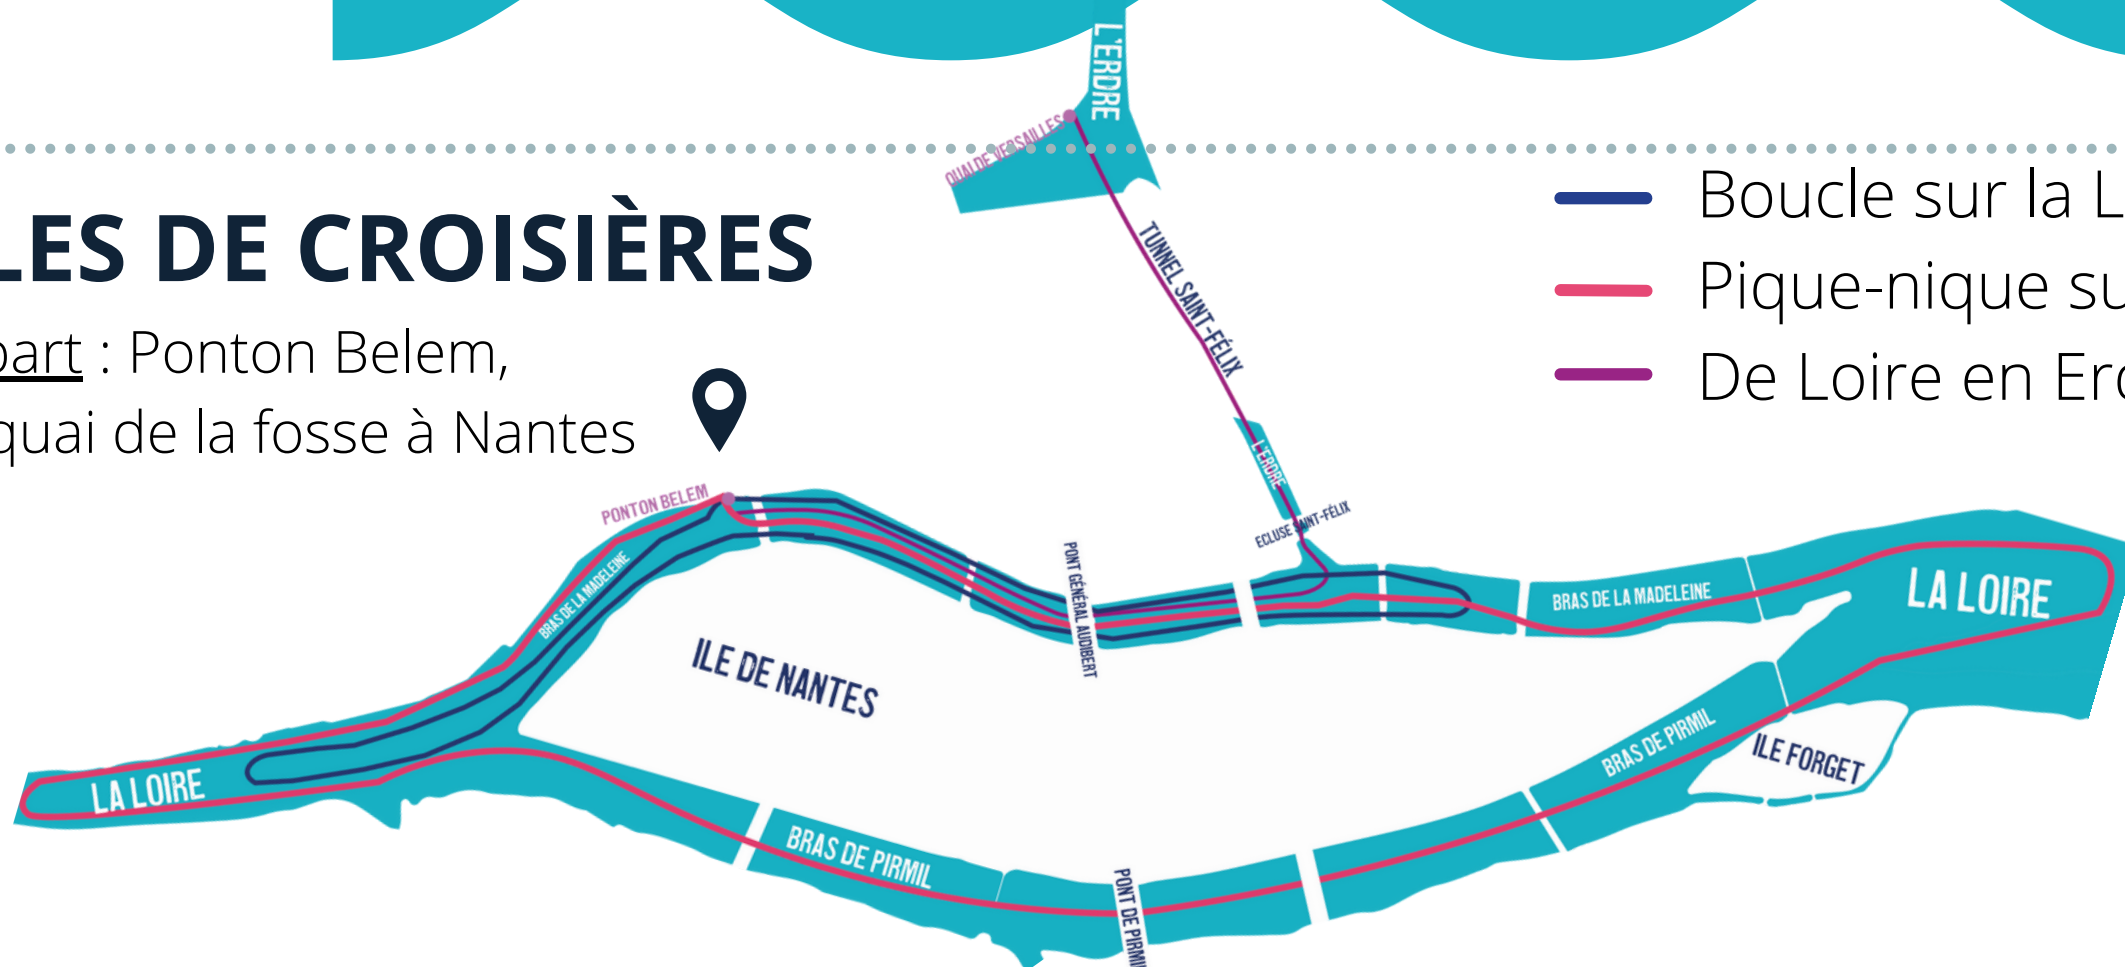 L'ERDRE
QUAI DE VERSAILLES
LES DE CROISIÈRES
part : Ponton Belem,
quai de la fosse à Nantes
Boucle sur la L
Pique-nique su
De Loire en Erd
TUNNEL SAINT-FÉLIX
L'ERDRE
ECLUSE SAINT-FÉLIX
PONTON BELEM
BRAS DE LA MADELEINE
PONT GÉNÉRAL AUDIBERT
BRAS DE LA MADELEINE
LA LOIRE
ILE DE NANTES
LA LOIRE
BRAS DE PIRMIL
ILE FORGET
BRAS DE PIRMIL
PONT DE PIRMI